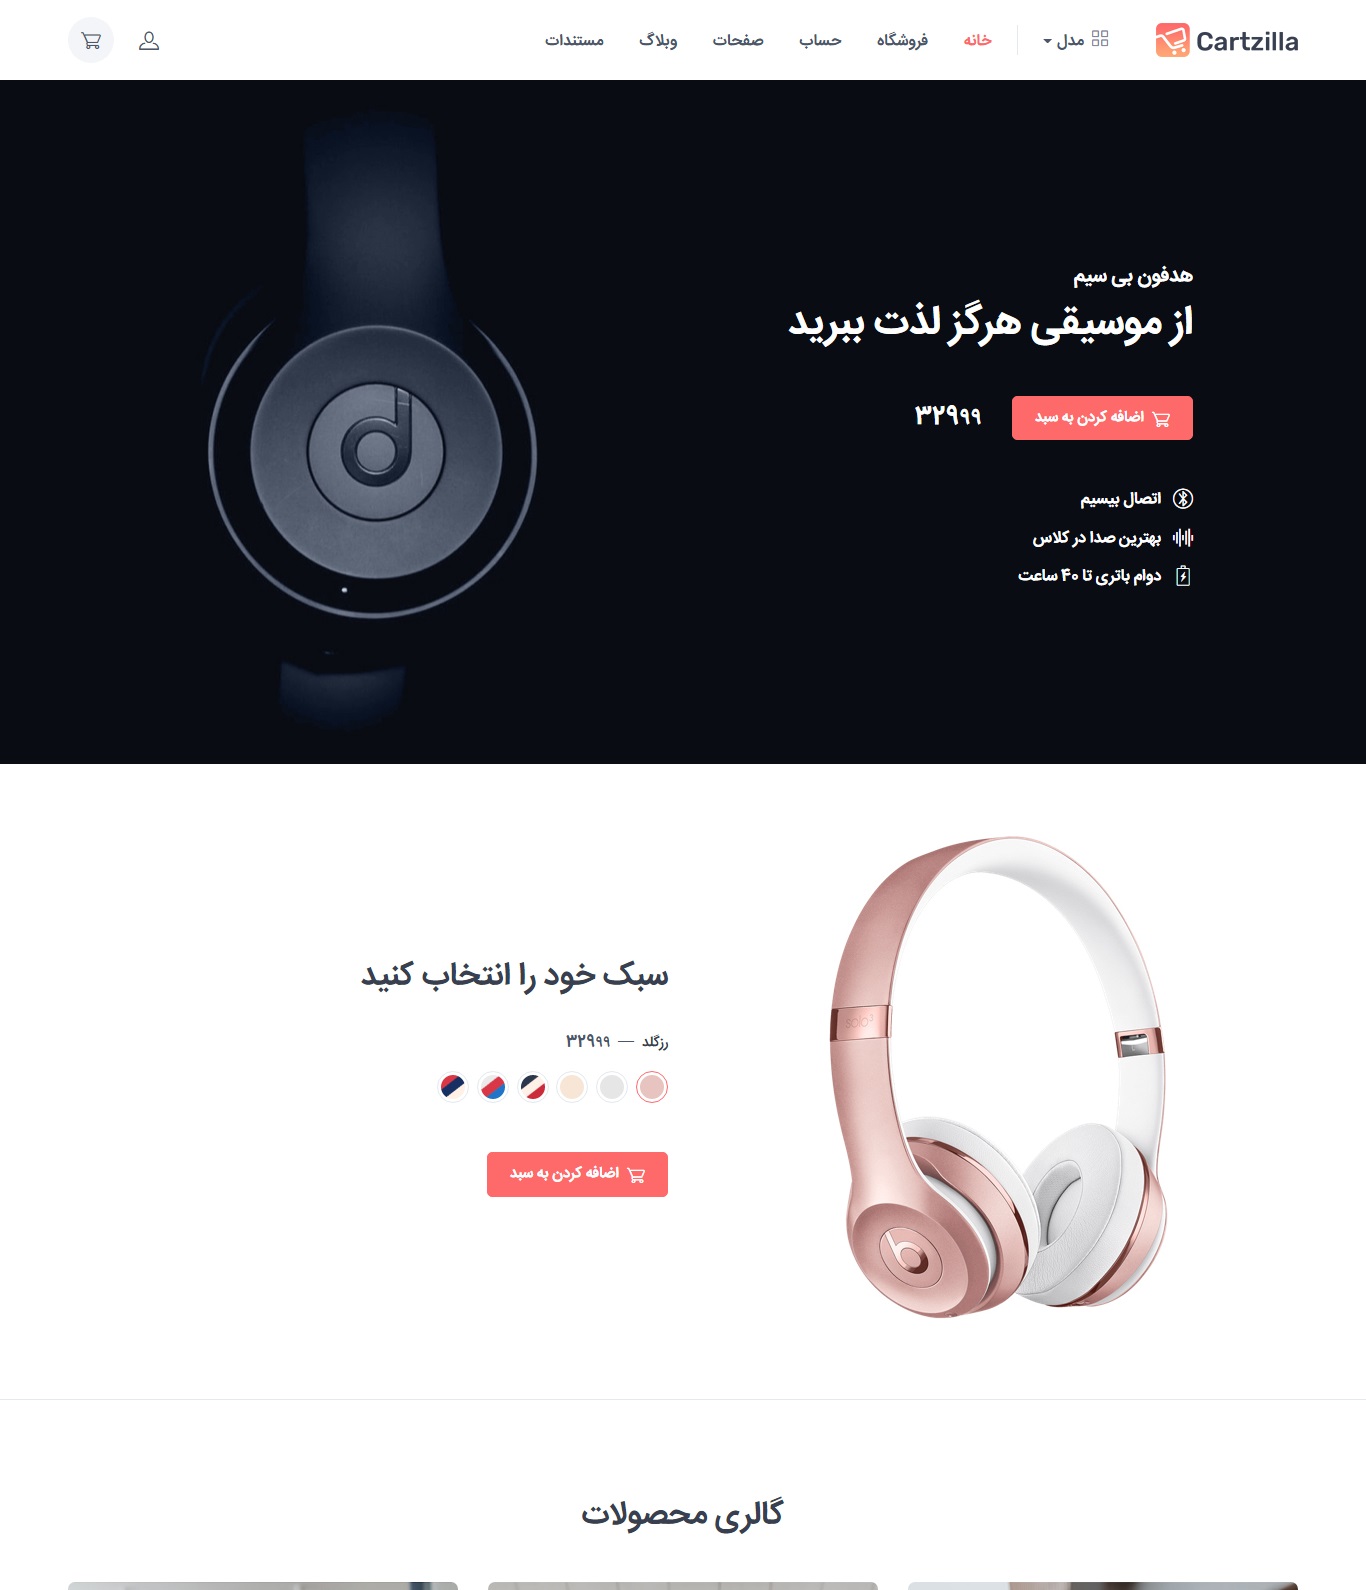 Cartzilla
مدل
خانه
فروشگاه
حساب
صفحات
وبلاگ
مستندات
هدفون بی سیم
از موسیقی هرگز لذت ببرید
اضافه کردن به سبد
۳۲۹۹۹
اتصال بیسیم
بهترین صدا در کلاس
دوام باتری تا ۴۰ ساعت
solo3
سبک خود را انتخاب کنید
رزگلد — ۳۲۹۹۹
اضافه کردن به سبد
گالری محصولات